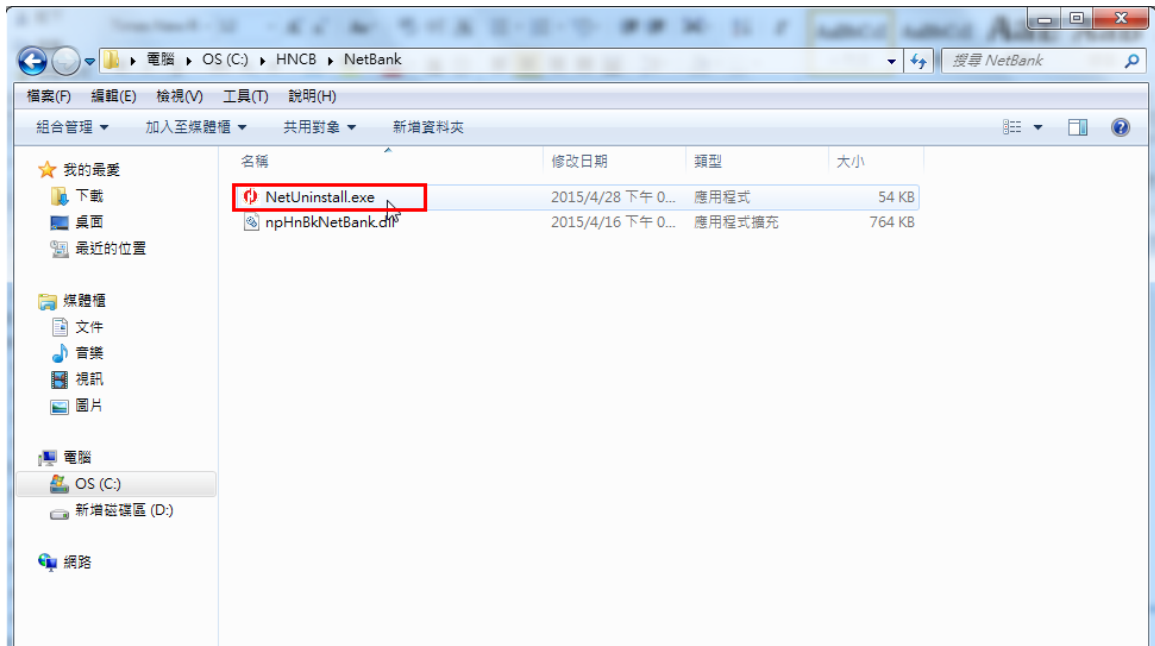 電腦 OS (C:) HNCB NetBank 搜尋 NetBank
檔案(F) 編輯(E) 檢視(V) 工具(T) 說明(H)
組合管理 加入至媒體櫃 共用對象 新增資料夾
名稱 修改日期 類型 大小
NetUninstall.exe 2015/4/28 下午 0... 應用程式 54 KB
npHnBkNetBank.dll 2015/4/16 下午 0... 應用程式擴充 764 KB
我的最愛
下載
桌面
最近的位置
媒體櫃
文件
音樂
視訊
圖片
電腦
OS (C:)
新增磁碟區 (D:)
網路